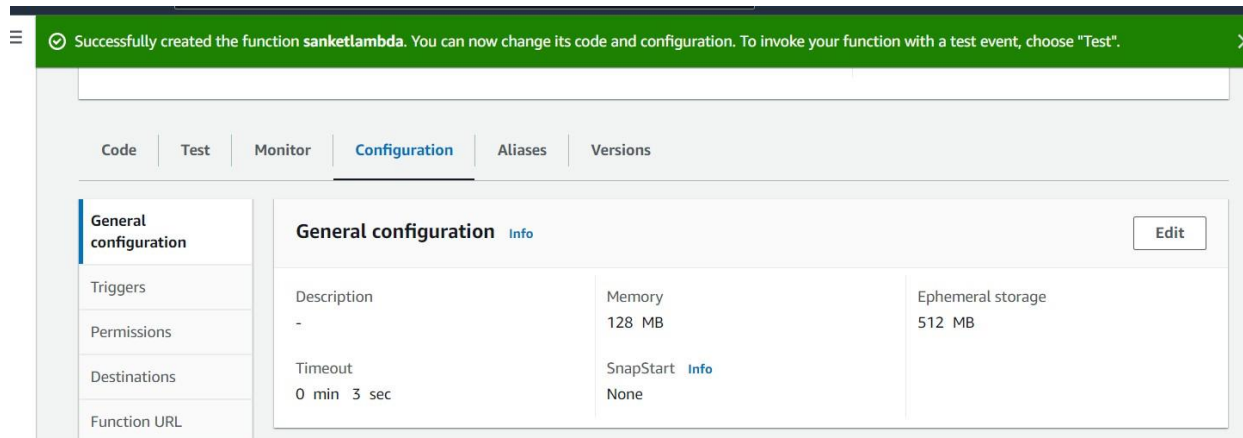 Successfully created the function sanketlambda. You can now change its code and configuration. To invoke your function with a test event, choose "Test".
Code Test Monitor Configuration Aliases Versions
General
configuration
Triggers
Permissions
Destinations
Function URL
General configuration Info
Edit
Description
-
Memory
128 MB
Ephemeral storage
512 MB
Timeout
0 min 3 sec
SnapStart Info
None